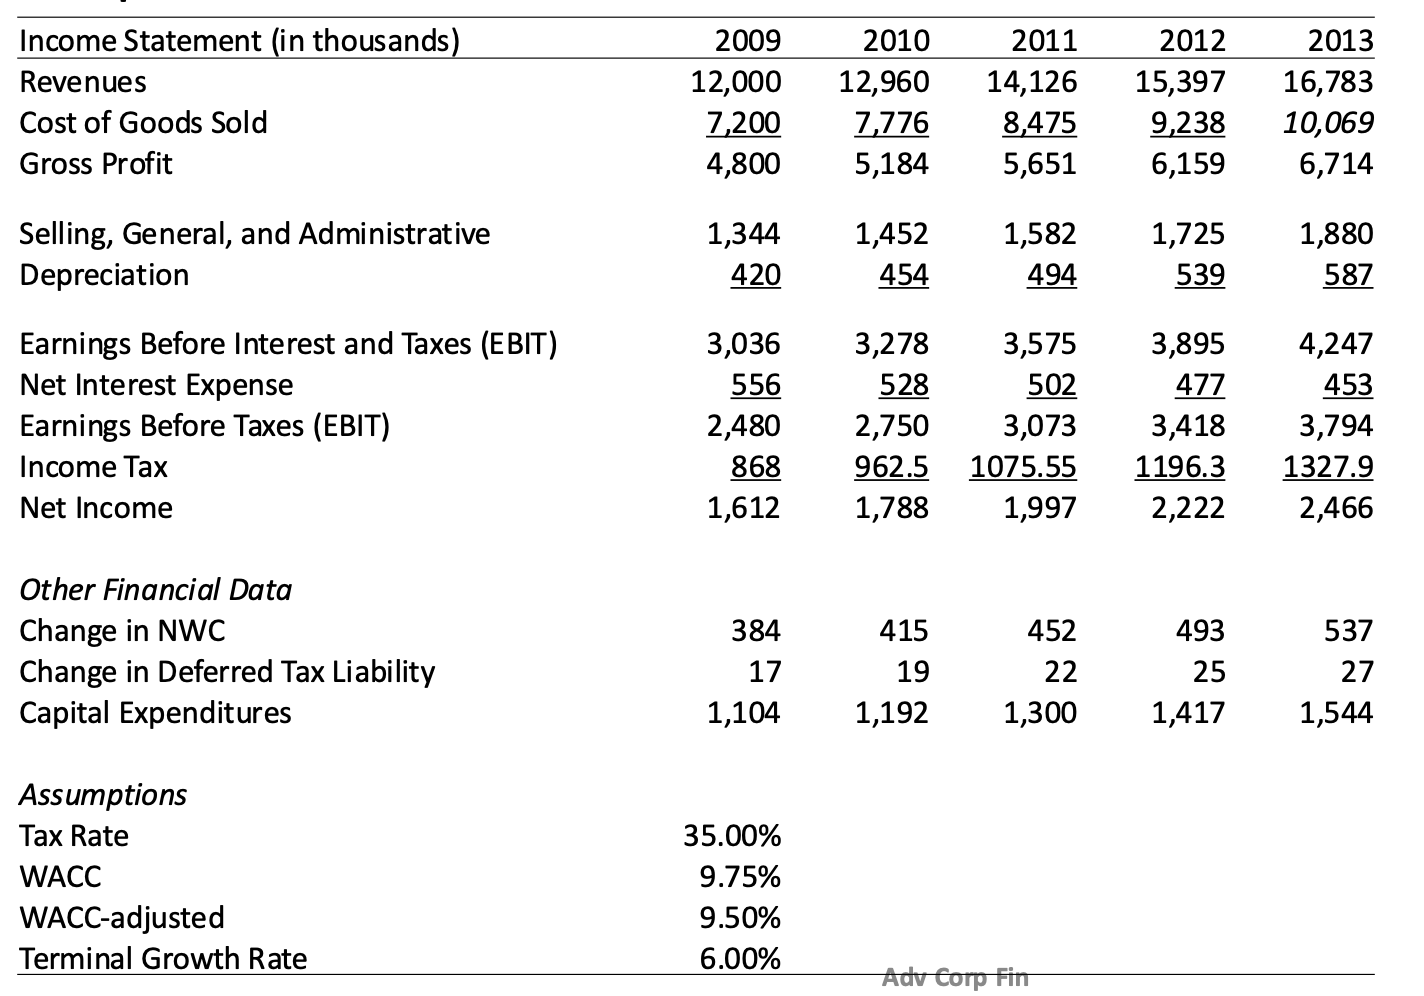 Income Statement (in thousands) 2009 2010 2011 2012 2013
Revenues 12,000 12,960 14,126 15,397 16,783
Cost of Goods Sold 7,200 7,776 8,475 9,238 10,069
Gross Profit 4,800 5,184 5,651 6,159 6,714
Selling, General, and Administrative 1,344 1,452 1,582 1,725 1,880
Depreciation 420 454 494 539 587
Earnings Before Interest and Taxes (EBIT) 3,036 3,278 3,575 3,895 4,247
Net Interest Expense 556 528 502 477 453
Earnings Before Taxes (EBIT) 2,480 2,750 3,073 3,418 3,794
Income Tax 868 962.5 1075.55 1196.3 1327.9
Net Income 1,612 1,788 1,997 2,222 2,466
Other Financial Data
Change in NWC 384 415 452 493 537
Change in Deferred Tax Liability 17 19 22 25 27
Capital Expenditures 1,104 1,192 1,300 1,417 1,544
Assumptions
Tax Rate 35.00%
WACC 9.75%
WACC-adjusted 9.50%
Terminal Growth Rate 6.00%
Adv Corp Fin